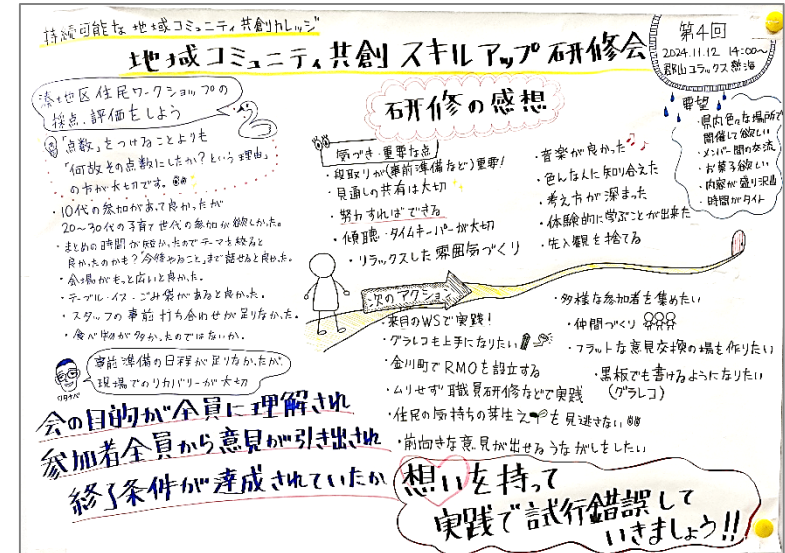 持続可能な地域コミュニティ共創カレッジ
地域コミュニティ共創 スキルアップ研修会
第4回
2024.11.12 14:00〜
郡山ユラックス熱海
湊地区住民ワークショップの
採点、評価をしよう
「点数」をつけることよりも
「何故その点数にしたか?という理由」
の方が大切です。
・10代の参加があって良かったが
20〜30代の子育て世代の参加が欲しかった。
・まとめの時間が短かったのでテーマを絞ると
良かったのかも?"今後やること"まで話せると良かった。
・会場がもっと広いと良かった。
・テーブル・イス・ごみ袋があると良かった。
・スタッフの事前打ち合わせが足りなかった。
・食べ物が多かったのではないか。
事前準備の日程が足りなかったが、
現場でのリカバリーが大切
ワタナベ
会の目的が全員に理解され
参加者全員から意見が引き出され
終了条件が達成されていたか
研修の感想
気づき・重要な点
・段取りが(事前準備など)重要!
・見通しの共有は大切
・努力すればできる
・傾聴・タイムキーパーが大切
・リラックスした雰囲気づくり
・音楽が良かった
・色んな人に知り合えた
・考え方が深まった
・体験的に学ぶことが出来た
・先入観を捨てる
要望
・県内色々な場所で
開催して欲しい
・メンバー間の交流
・お菓子欲しい
・内容が盛り沢山
・時間がタイト
次のアクション
・来月のWSで実践!
・グラレコを上手になりたい
・金川町でRMOを設立する
・ムリせず職員研修などで実践
・住民の気持ちの芽生えを見逃さない
・前向きな意見が出せるうながしをしたい
・多様な参加者を集めたい
・仲間づくり
・フラットな意見交換の場を作りたい
・黒板でも書けるようになりたい
(グラレコ)
想いを持って
実践で試行錯誤して
いきましょう!!